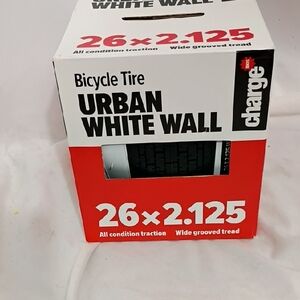 WHITE WALL
26×2.125
All condition traction Wide grooved tread
Bicycle Tire
URBAN
WHITE WALL
charge
26×2.125
All condition traction Wide grooved tread